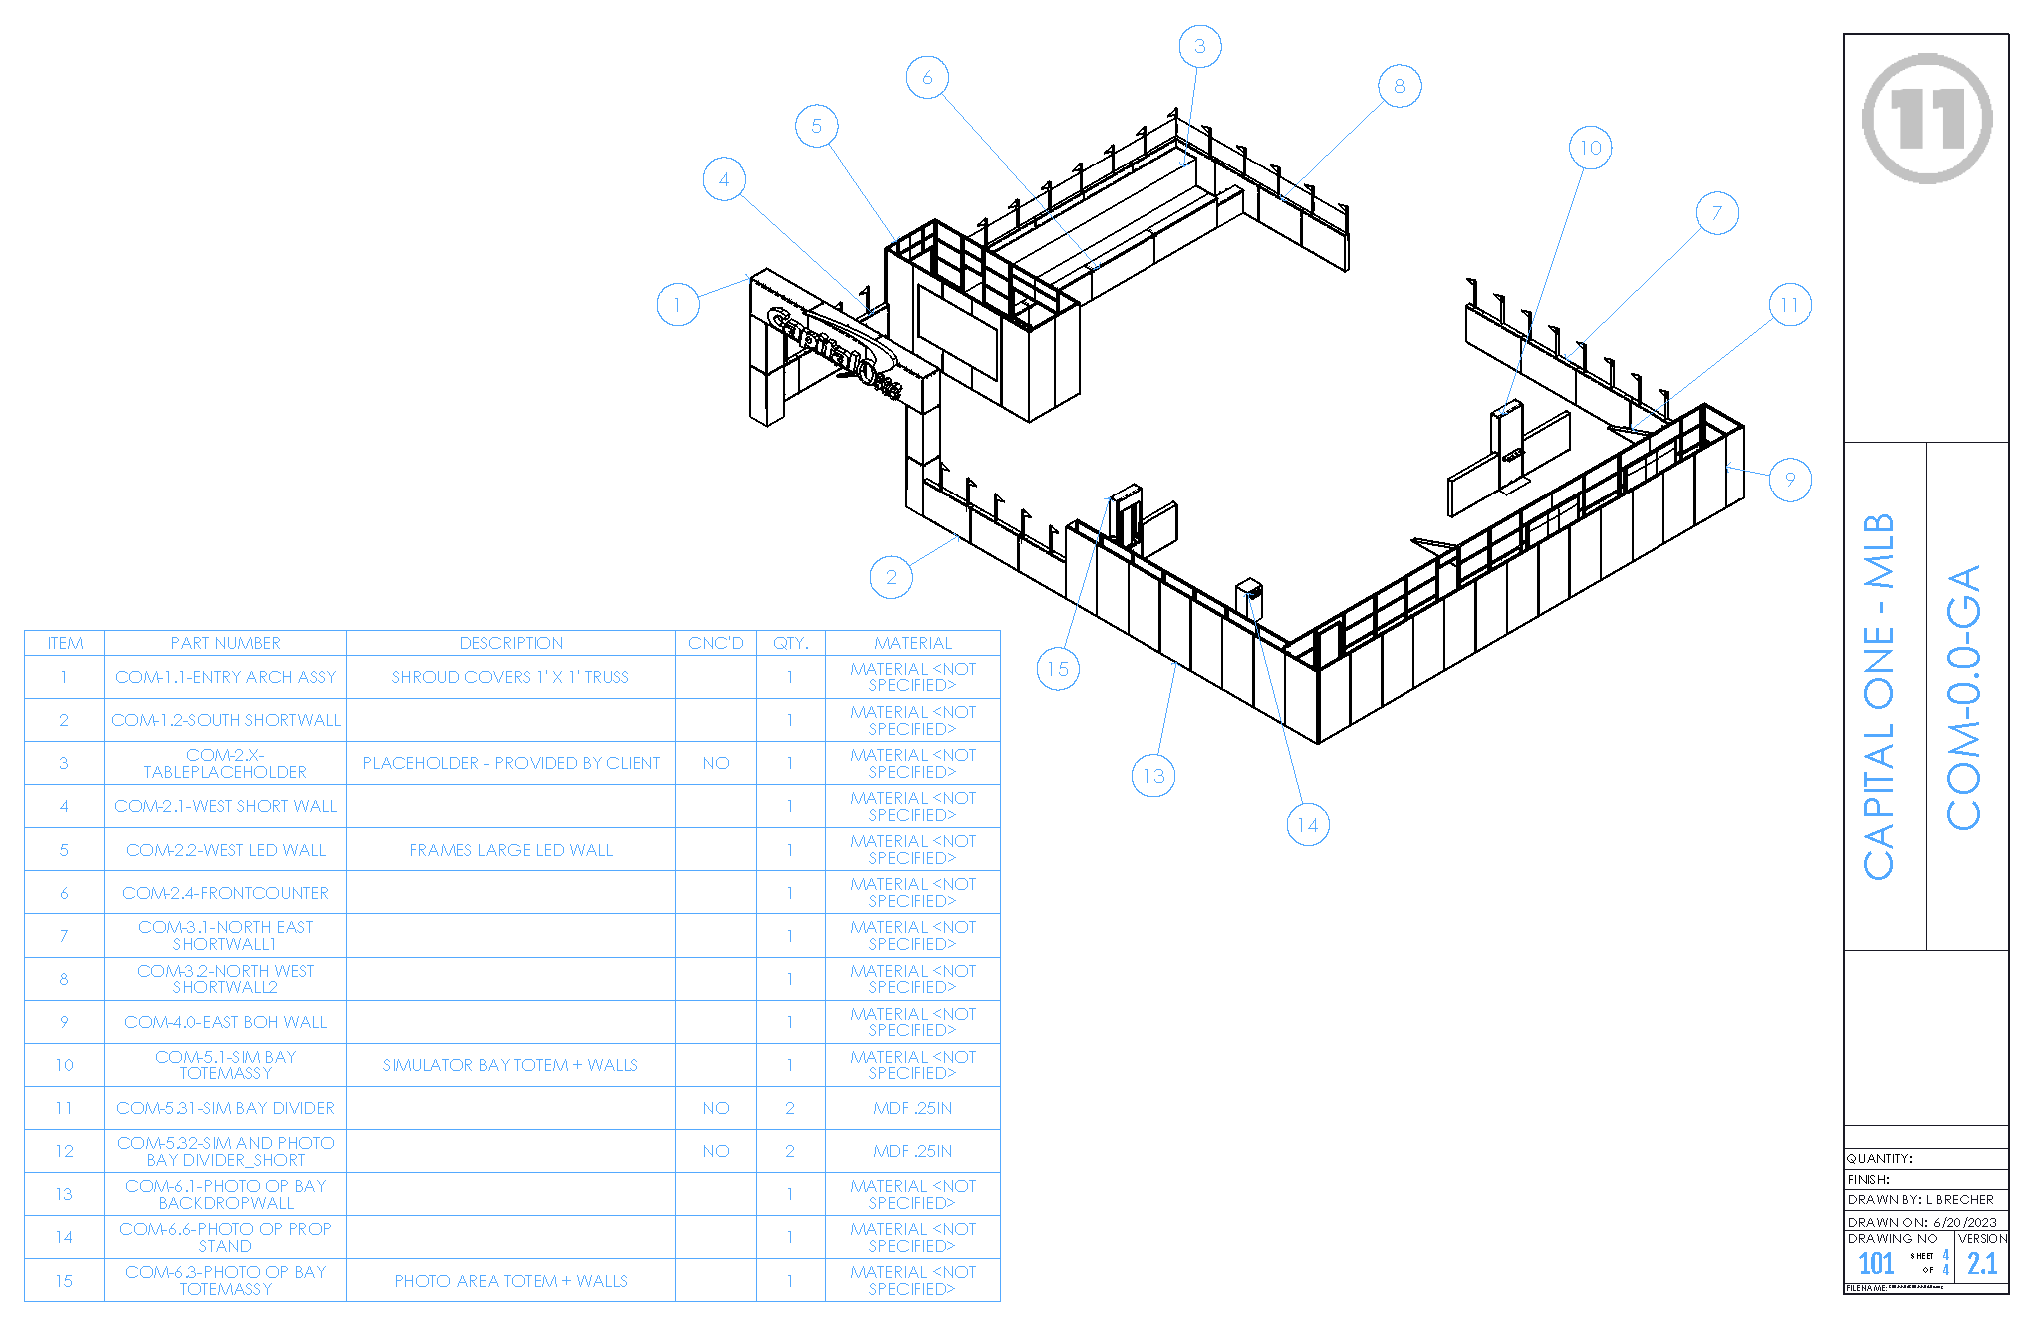 3
6
8
5
10
4
7
1
11
Capital One
9
2
15
13
14
ITEM PART NUMBER DESCRIPTION CNC'D QTY. MATERIAL
1 COM-1.1-ENTRY ARCH ASSY SHROUD COVERS 1' X 1' TRUSS 1 MATERIAL <NOT SPECIFIED>
2 COM-1.2-SOUTH SHORTWALL 1 MATERIAL <NOT SPECIFIED>
3 COM-2.X-TABLEPLACEHOLDER PLACEHOLDER - PROVIDED BY CLIENT NO 1 MATERIAL <NOT SPECIFIED>
4 COM-2.1-WEST SHORT WALL 1 MATERIAL <NOT SPECIFIED>
5 COM-2.2-WEST LED WALL FRAMES LARGE LED WALL 1 MATERIAL <NOT SPECIFIED>
6 COM-2.4-FRONTCOUNTER 1 MATERIAL <NOT SPECIFIED>
7 COM-3.1-NORTH EAST SHORTWALL1 1 MATERIAL <NOT SPECIFIED>
8 COM-3.2-NORTH WEST SHORTWALL2 1 MATERIAL <NOT SPECIFIED>
9 COM-4.0-EAST BOH WALL 1 MATERIAL <NOT SPECIFIED>
10 COM-5.1-SIM BAY TOTEMASSY SIMULATOR BAY TOTEM + WALLS 1 MATERIAL <NOT SPECIFIED>
11 COM-5.31-SIM BAY DIVIDER NO 2 MDF .25IN
12 COM-5.32-SIM AND PHOTO BAY DIVIDER_SHORT NO 2 MDF .25IN
13 COM-6.1-PHOTO OP BAY BACKDROPWALL 1 MATERIAL <NOT SPECIFIED>
14 COM-6.6-PHOTO OP PROP STAND 1 MATERIAL <NOT SPECIFIED>
15 COM-6.3-PHOTO OP BAY TOTEMASSY PHOTO AREA TOTEM + WALLS 1 MATERIAL <NOT SPECIFIED>
11
CAPITAL ONE - MLB
COM-0.0-GA
QUANTITY:
FINISH:
DRAWN BY: L BRECHER
DRAWN ON: 6/20/2023
DRAWING NO VERSION
101 SHEET 4 OF 4 2.1
FILENAME: